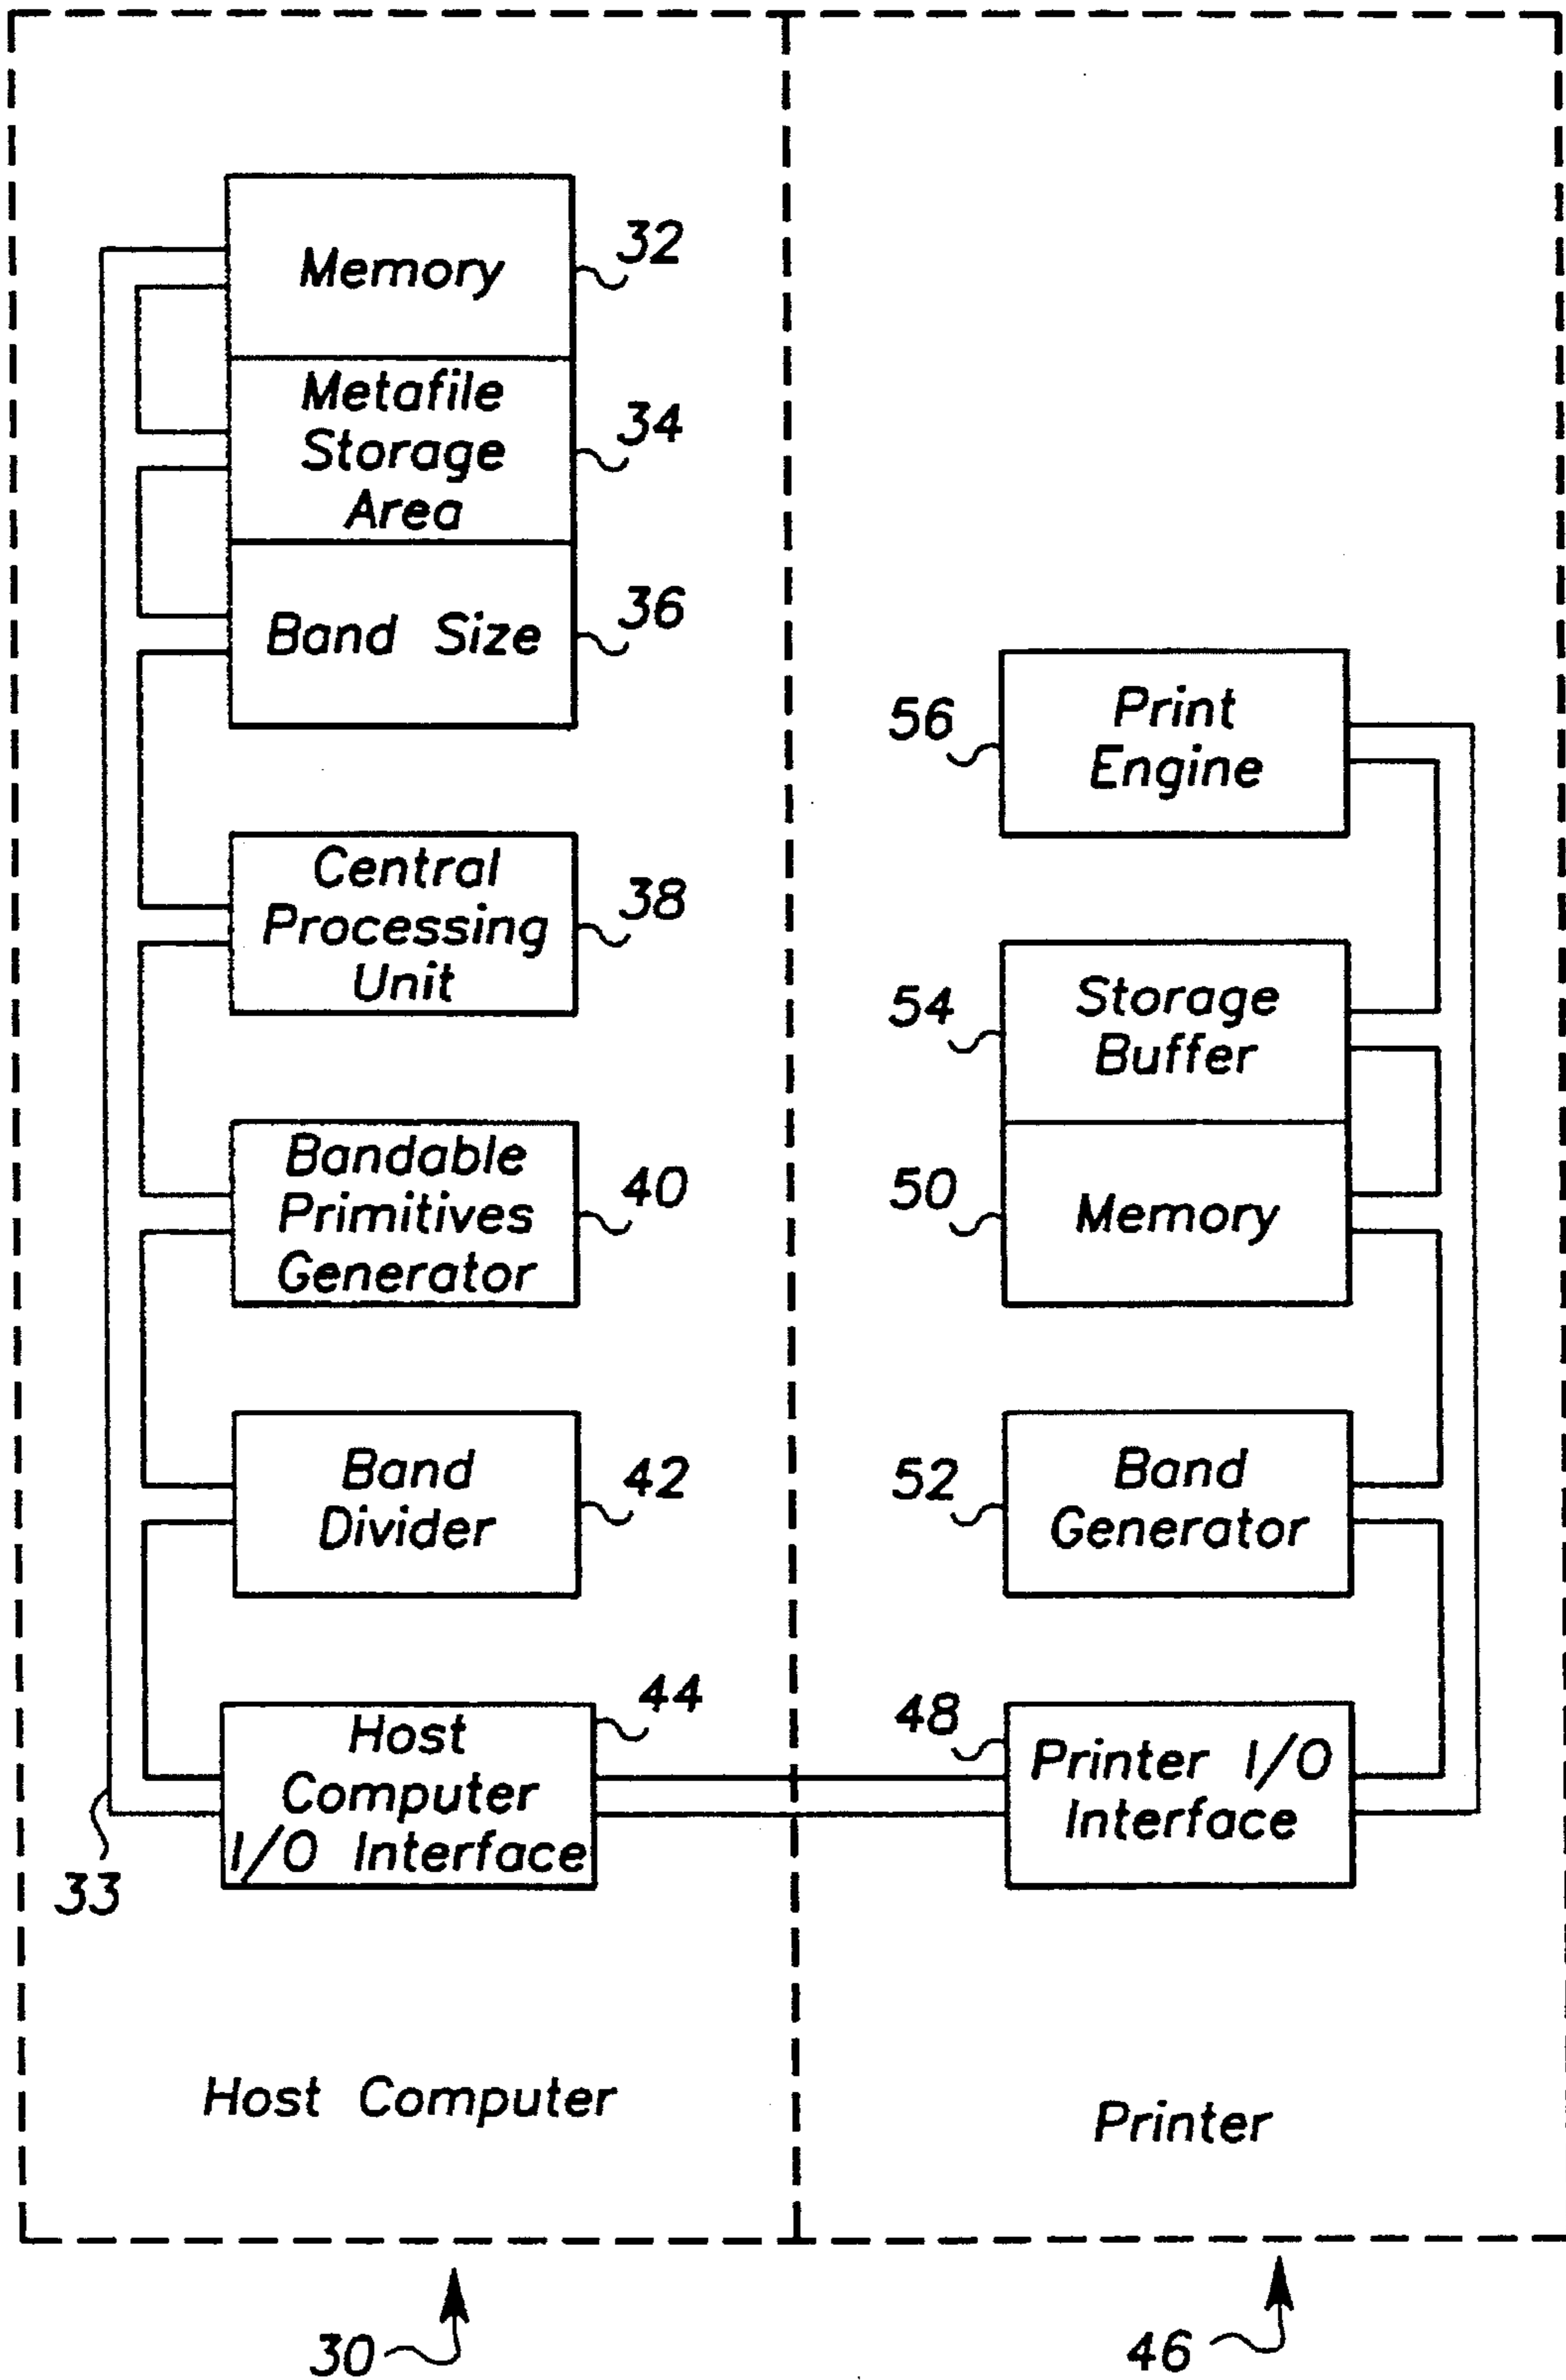 Memory
32
Metafile
Storage
Area
34
Band Size
36
Central
Processing
Unit
38
Bandable
Primitives
Generator
40
Band
Divider
42
Host
Computer
I/O Interface
44
33
Host Computer
30
56
Print
Engine
54
Storage
Buffer
50
Memory
52
Band
Generator
48
Printer I/O
Interface
Printer
46